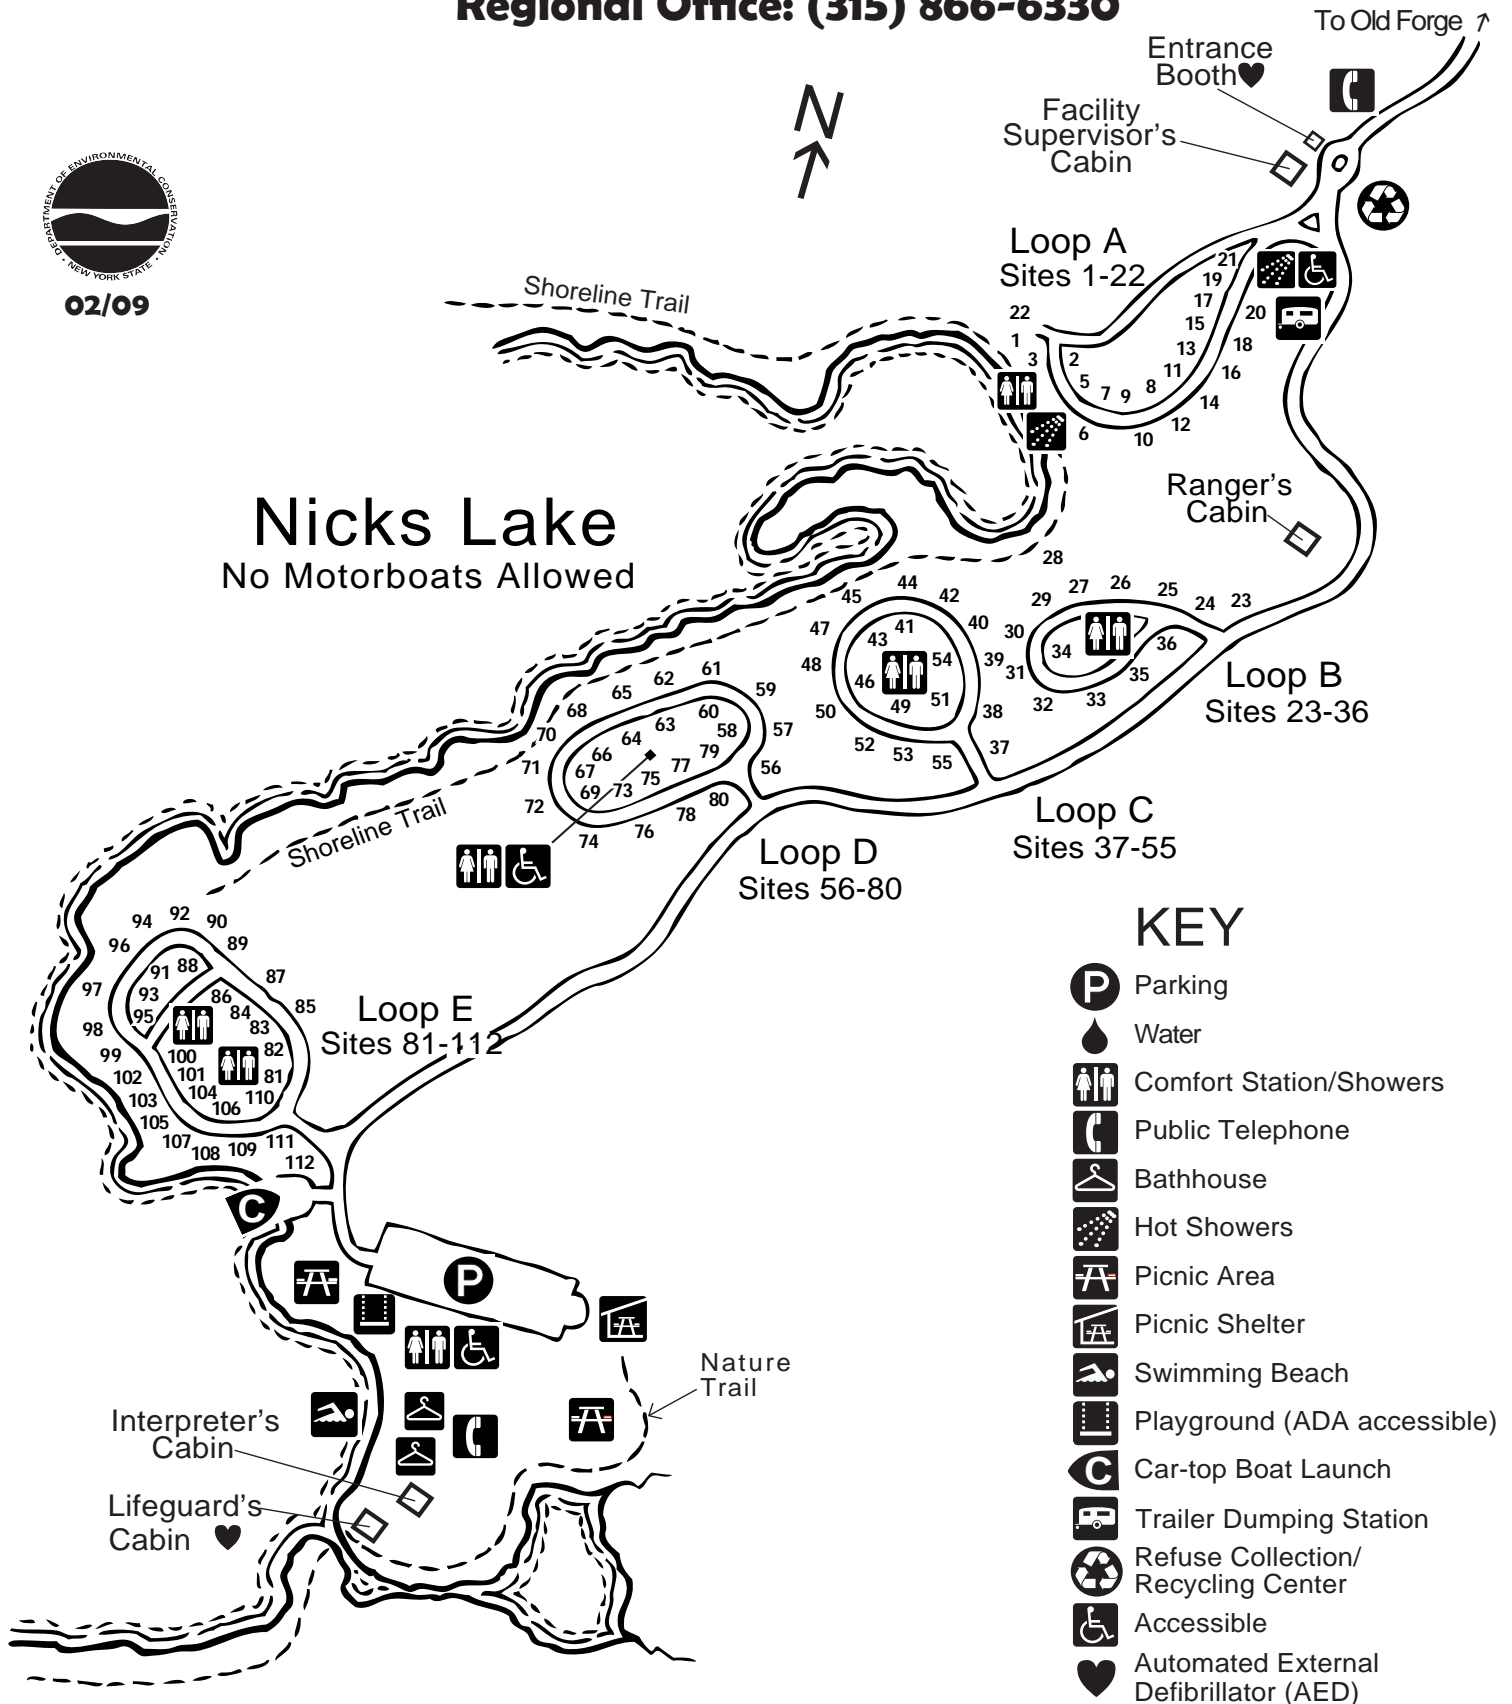 Regional Office: (315) 866-6330
To Old Forge
Entrance
Booth
Facility
Supervisor's
Cabin
N
DEPARTMENT OF ENVIRONMENTAL CONSERVATION
• NEW YORK STATE •
02/09
Loop A
Sites 1-22
Shoreline Trail
21
19
17
20
22
15
1
18
13
3
2
11
16
5
8
7
9
14
12
6
10
Ranger's
Cabin
Nicks Lake
No Motorboats Allowed
28
44
26
27
25
45
42
29
24
23
47
41
40
30
43
36
48
54
39
34
31
35
46
51
49
33
32
50
38
52
53
55
37
Loop B
Sites 23-36
61
62
65
59
68
60
63
58
57
70
64
66
79
71
67
77
56
75
69
73
72
80
78
76
74
Shoreline Trail
Loop C
Sites 37-55
Loop D
Sites 56-80
92
94
90
96
89
91
88
87
97
93
86
85
95
84
98
83
99
100
82
102
101
81
103
104
110
106
105
107
111
108
109
112
Loop E
Sites 81-112
C
P
Nature
Trail
Interpreter's
Cabin
Lifeguard's
Cabin
KEY
P Parking
Water
Comfort Station/Showers
Public Telephone
Bathhouse
Hot Showers
Picnic Area
Picnic Shelter
Swimming Beach
Playground (ADA accessible)
C Car-top Boat Launch
Trailer Dumping Station
Refuse Collection/
Recycling Center
Accessible
Automated External
Defibrillator (AED)